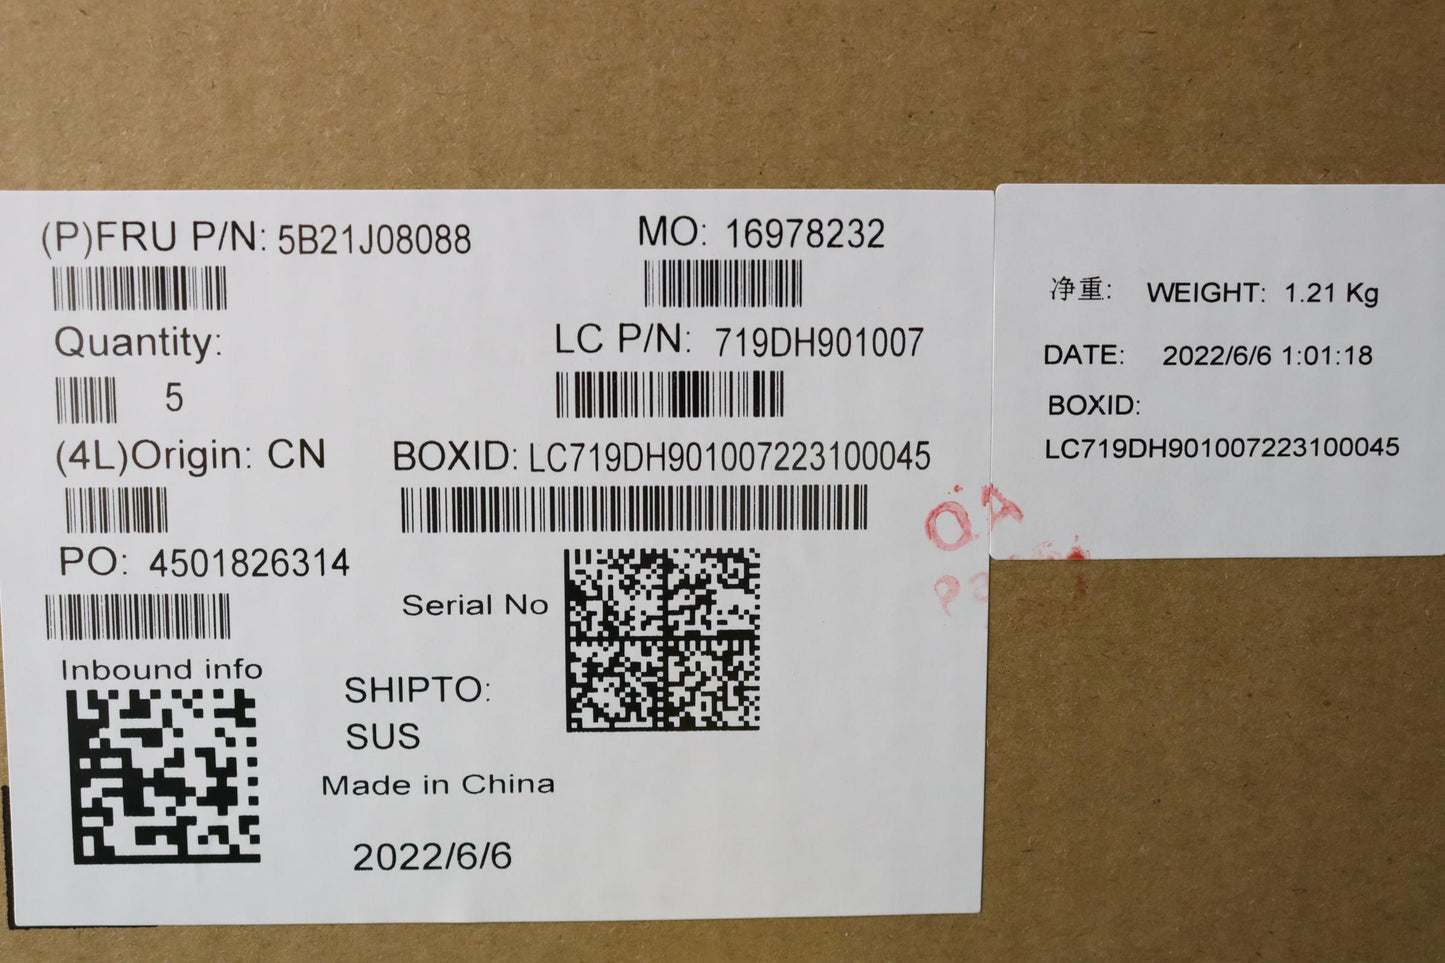 (P)FRU P/N: 5B21J08088
MO: 16978232
Quantity:
5
LC P/N: 719DH901007
(4L)Origin: CN
BOXID: LC719DH901007223100045
PO: 4501826314
Serial No
Inbound info
SHIPTO:
SUS
Made in China
2022/6/6
净重: WEIGHT: 1.21 Kg
DATE: 2022/6/6 1:01:18
BOXID:
LC719DH901007223100045
QA